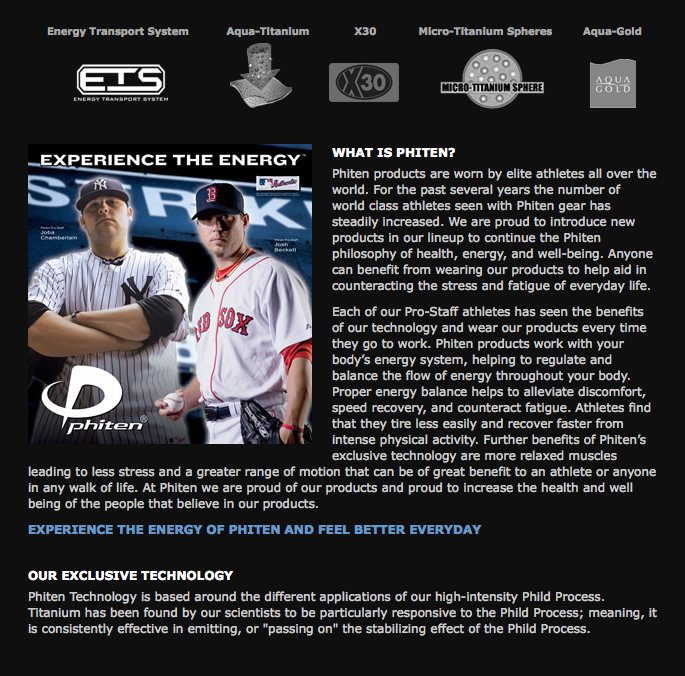 Energy Transport System
Aqua-Titanium
X30
Micro-Titanium Spheres
Aqua-Gold
ETS
ENERGY TRANSPORT SYSTEM
X30
MICRO-TITANIUM SPHERE
AQUA
GOLD
EXPERIENCE THE ENERGY™
Authentic
STRIK
Phiten Pro-Staff
Joba
Chamberlain
Phiten Pro-Staff
Josh
Beckett
NY
B
RED SOX
phiten®
WHAT IS PHITEN?
Phiten products are worn by elite athletes all over the
world. For the past several years the number of
world class athletes seen with Phiten gear has
steadily increased. We are proud to introduce new
products in our lineup to continue the Phiten
philosophy of health, energy, and well-being. Anyone
can benefit from wearing our products to help aid in
counteracting the stress and fatigue of everyday life.
Each of our Pro-Staff athletes has seen the benefits
of our technology and wear our products every time
they go to work. Phiten products work with your
body's energy system, helping to regulate and
balance the flow of energy throughout your body.
Proper energy balance helps to alleviate discomfort,
speed recovery, and counteract fatigue. Athletes find
that they tire less easily and recover faster from
intense physical activity. Further benefits of Phiten's
exclusive technology are more relaxed muscles
leading to less stress and a greater range of motion that can be of great benefit to an athlete or anyone
in any walk of life. At Phiten we are proud of our products and proud to increase the health and well
being of the people that believe in our products.
EXPERIENCE THE ENERGY OF PHITEN AND FEEL BETTER EVERYDAY
OUR EXCLUSIVE TECHNOLOGY
Phiten Technology is based around the different applications of our high-intensity Phild Process.
Titanium has been found by our scientists to be particularly responsive to the Phild Process; meaning, it
is consistently effective in emitting, or "passing on" the stabilizing effect of the Phild Process.